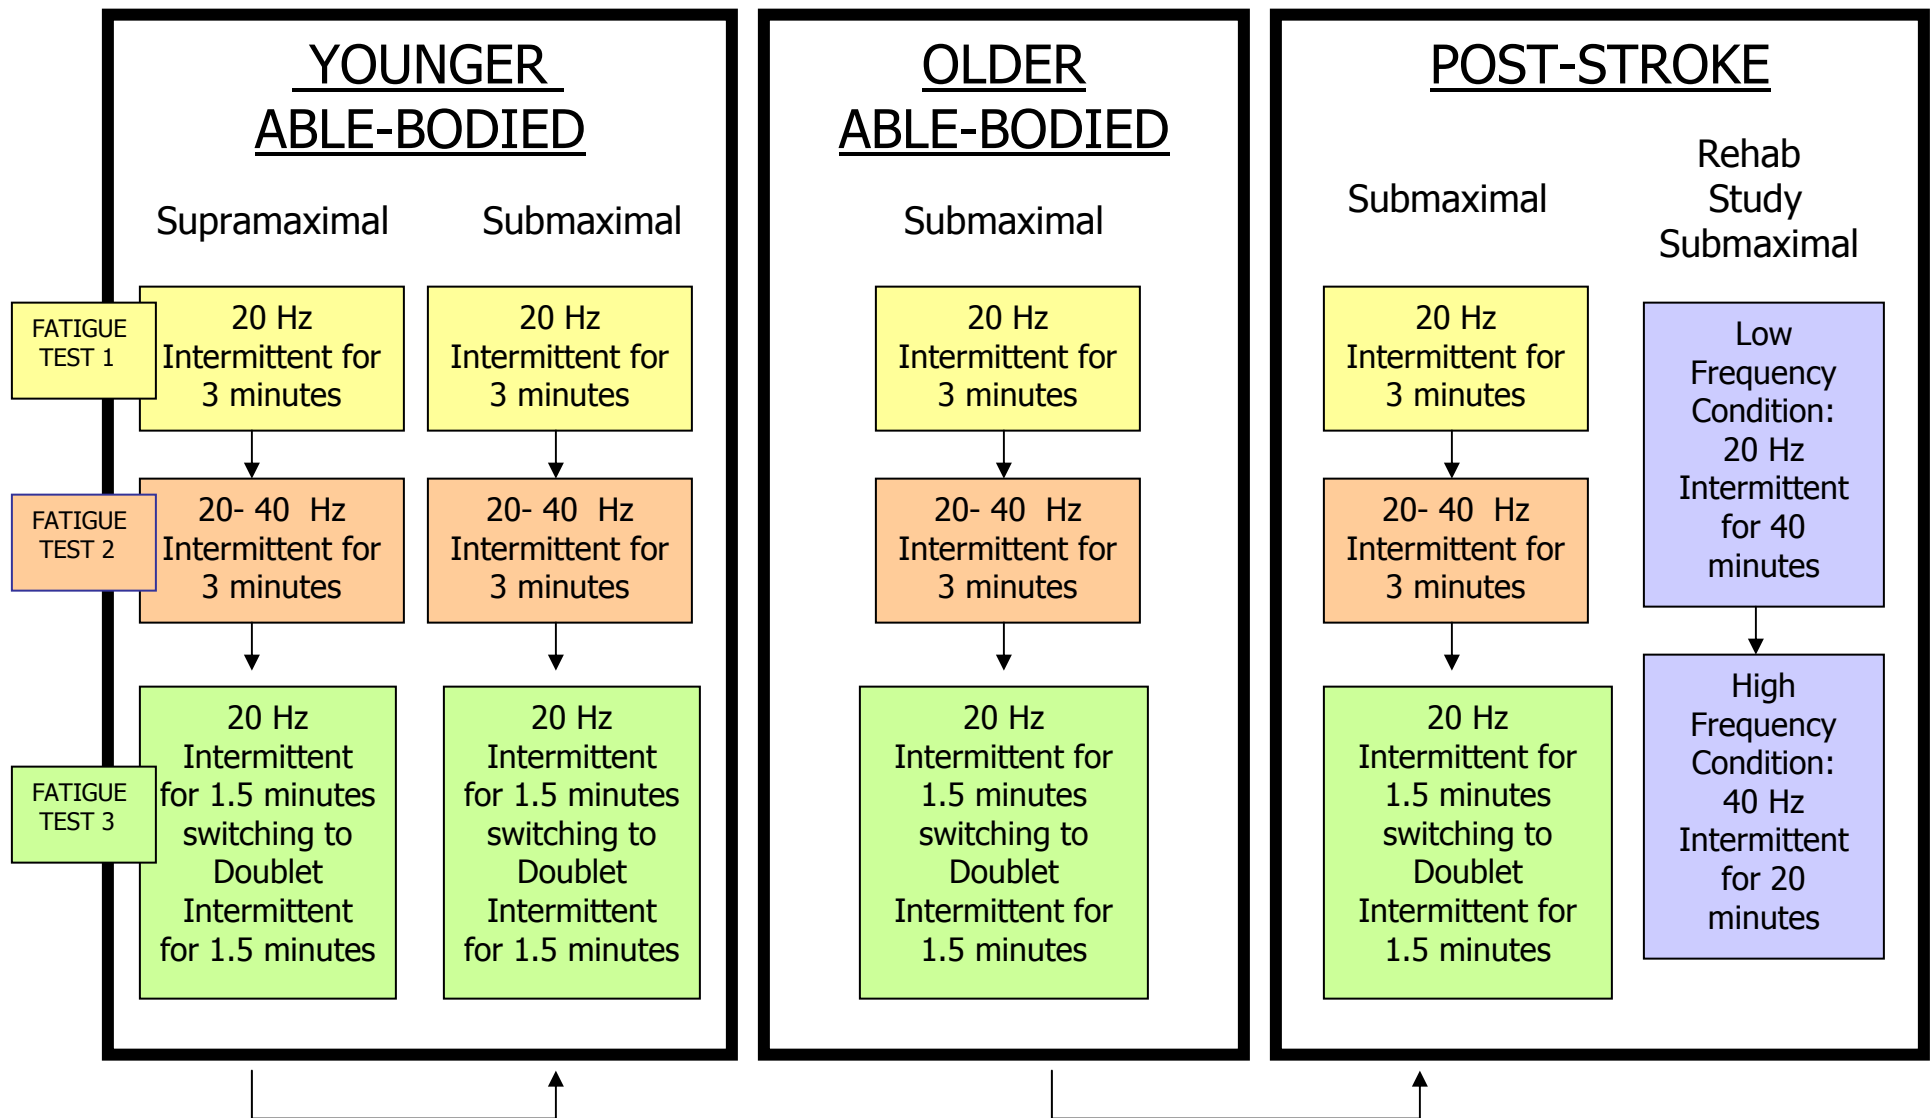 YOUNGER
ABLE-BODIED
Supramaximal
Submaximal
FATIGUE
TEST 1
20 Hz
Intermittent for
3 minutes
20 Hz
Intermittent for
3 minutes
FATIGUE
TEST 2
20- 40 Hz
Intermittent for
3 minutes
20- 40 Hz
Intermittent for
3 minutes
FATIGUE
TEST 3
20 Hz
Intermittent
for 1.5 minutes
switching to
Doublet
Intermittent
for 1.5 minutes
20 Hz
Intermittent
for 1.5 minutes
switching to
Doublet
Intermittent
for 1.5 minutes
OLDER
ABLE-BODIED
Submaximal
20 Hz
Intermittent for
3 minutes
20- 40 Hz
Intermittent for
3 minutes
20 Hz
Intermittent for
1.5 minutes
switching to
Doublet
Intermittent for
1.5 minutes
POST-STROKE
Submaximal
20 Hz
Intermittent for
3 minutes
20- 40 Hz
Intermittent for
3 minutes
20 Hz
Intermittent for
1.5 minutes
switching to
Doublet
Intermittent for
1.5 minutes
Rehab
Study
Submaximal
Low
Frequency
Condition:
20 Hz
Intermittent
for 40
minutes
High
Frequency
Condition:
40 Hz
Intermittent
for 20
minutes